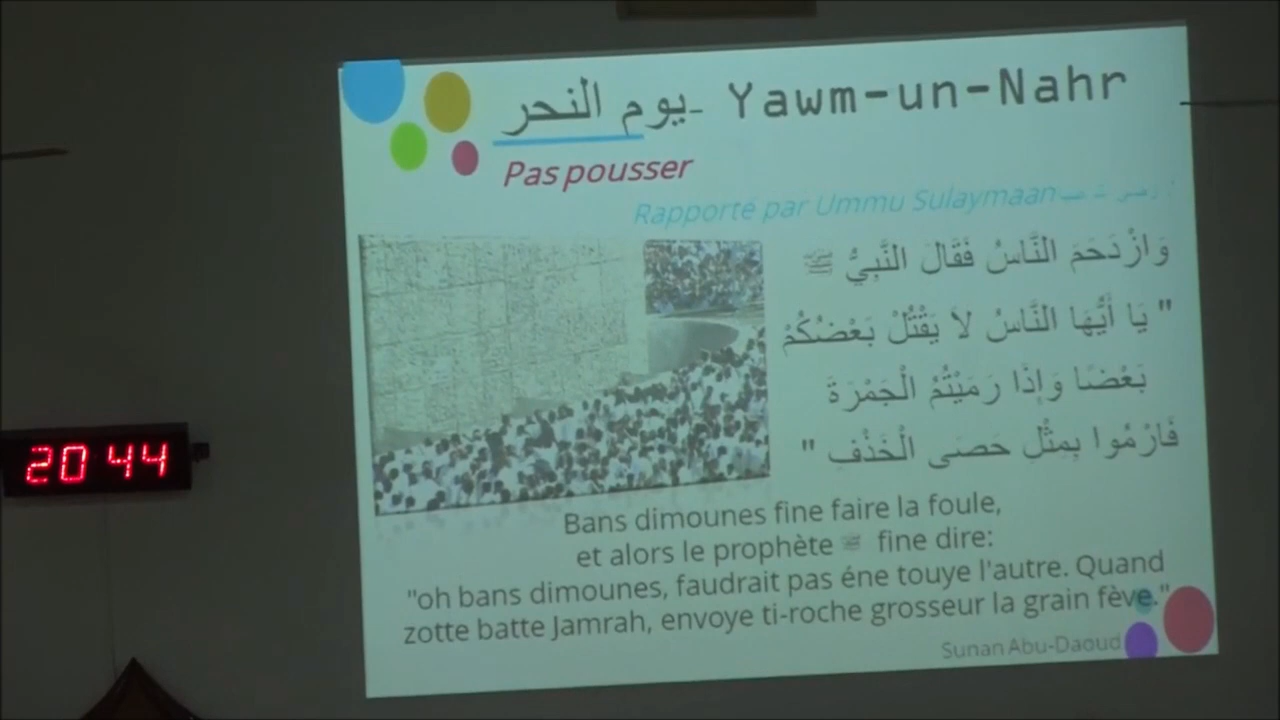 يوم النحر - Yawm-un-Nahr
Pas pousser
Rapporté par Ummu Sulaymaan :
وَازْدَحَمَ النَّاسُ فَقَالَ النَّبِيُّ ﷺ
" يَا أَيُّهَا النَّاسُ لاَ يَقْتُلْ بَعْضُكُمْ
بَعْضًا وَإِذَا رَمَيْتُمُ الْجَمْرَةَ
فَارْمُوا بِمِثْلِ حَصَى الْخَذْفِ "
20 44
Bans dimounes fine faire la foule,
et alors le prophète ﷺ fine dire:
"oh bans dimounes, faudrait pas éne touye l'autre. Quand
zotte batte Jamrah, envoye ti-roche grosseur la grain fève."
Sunan Abu-Daoud